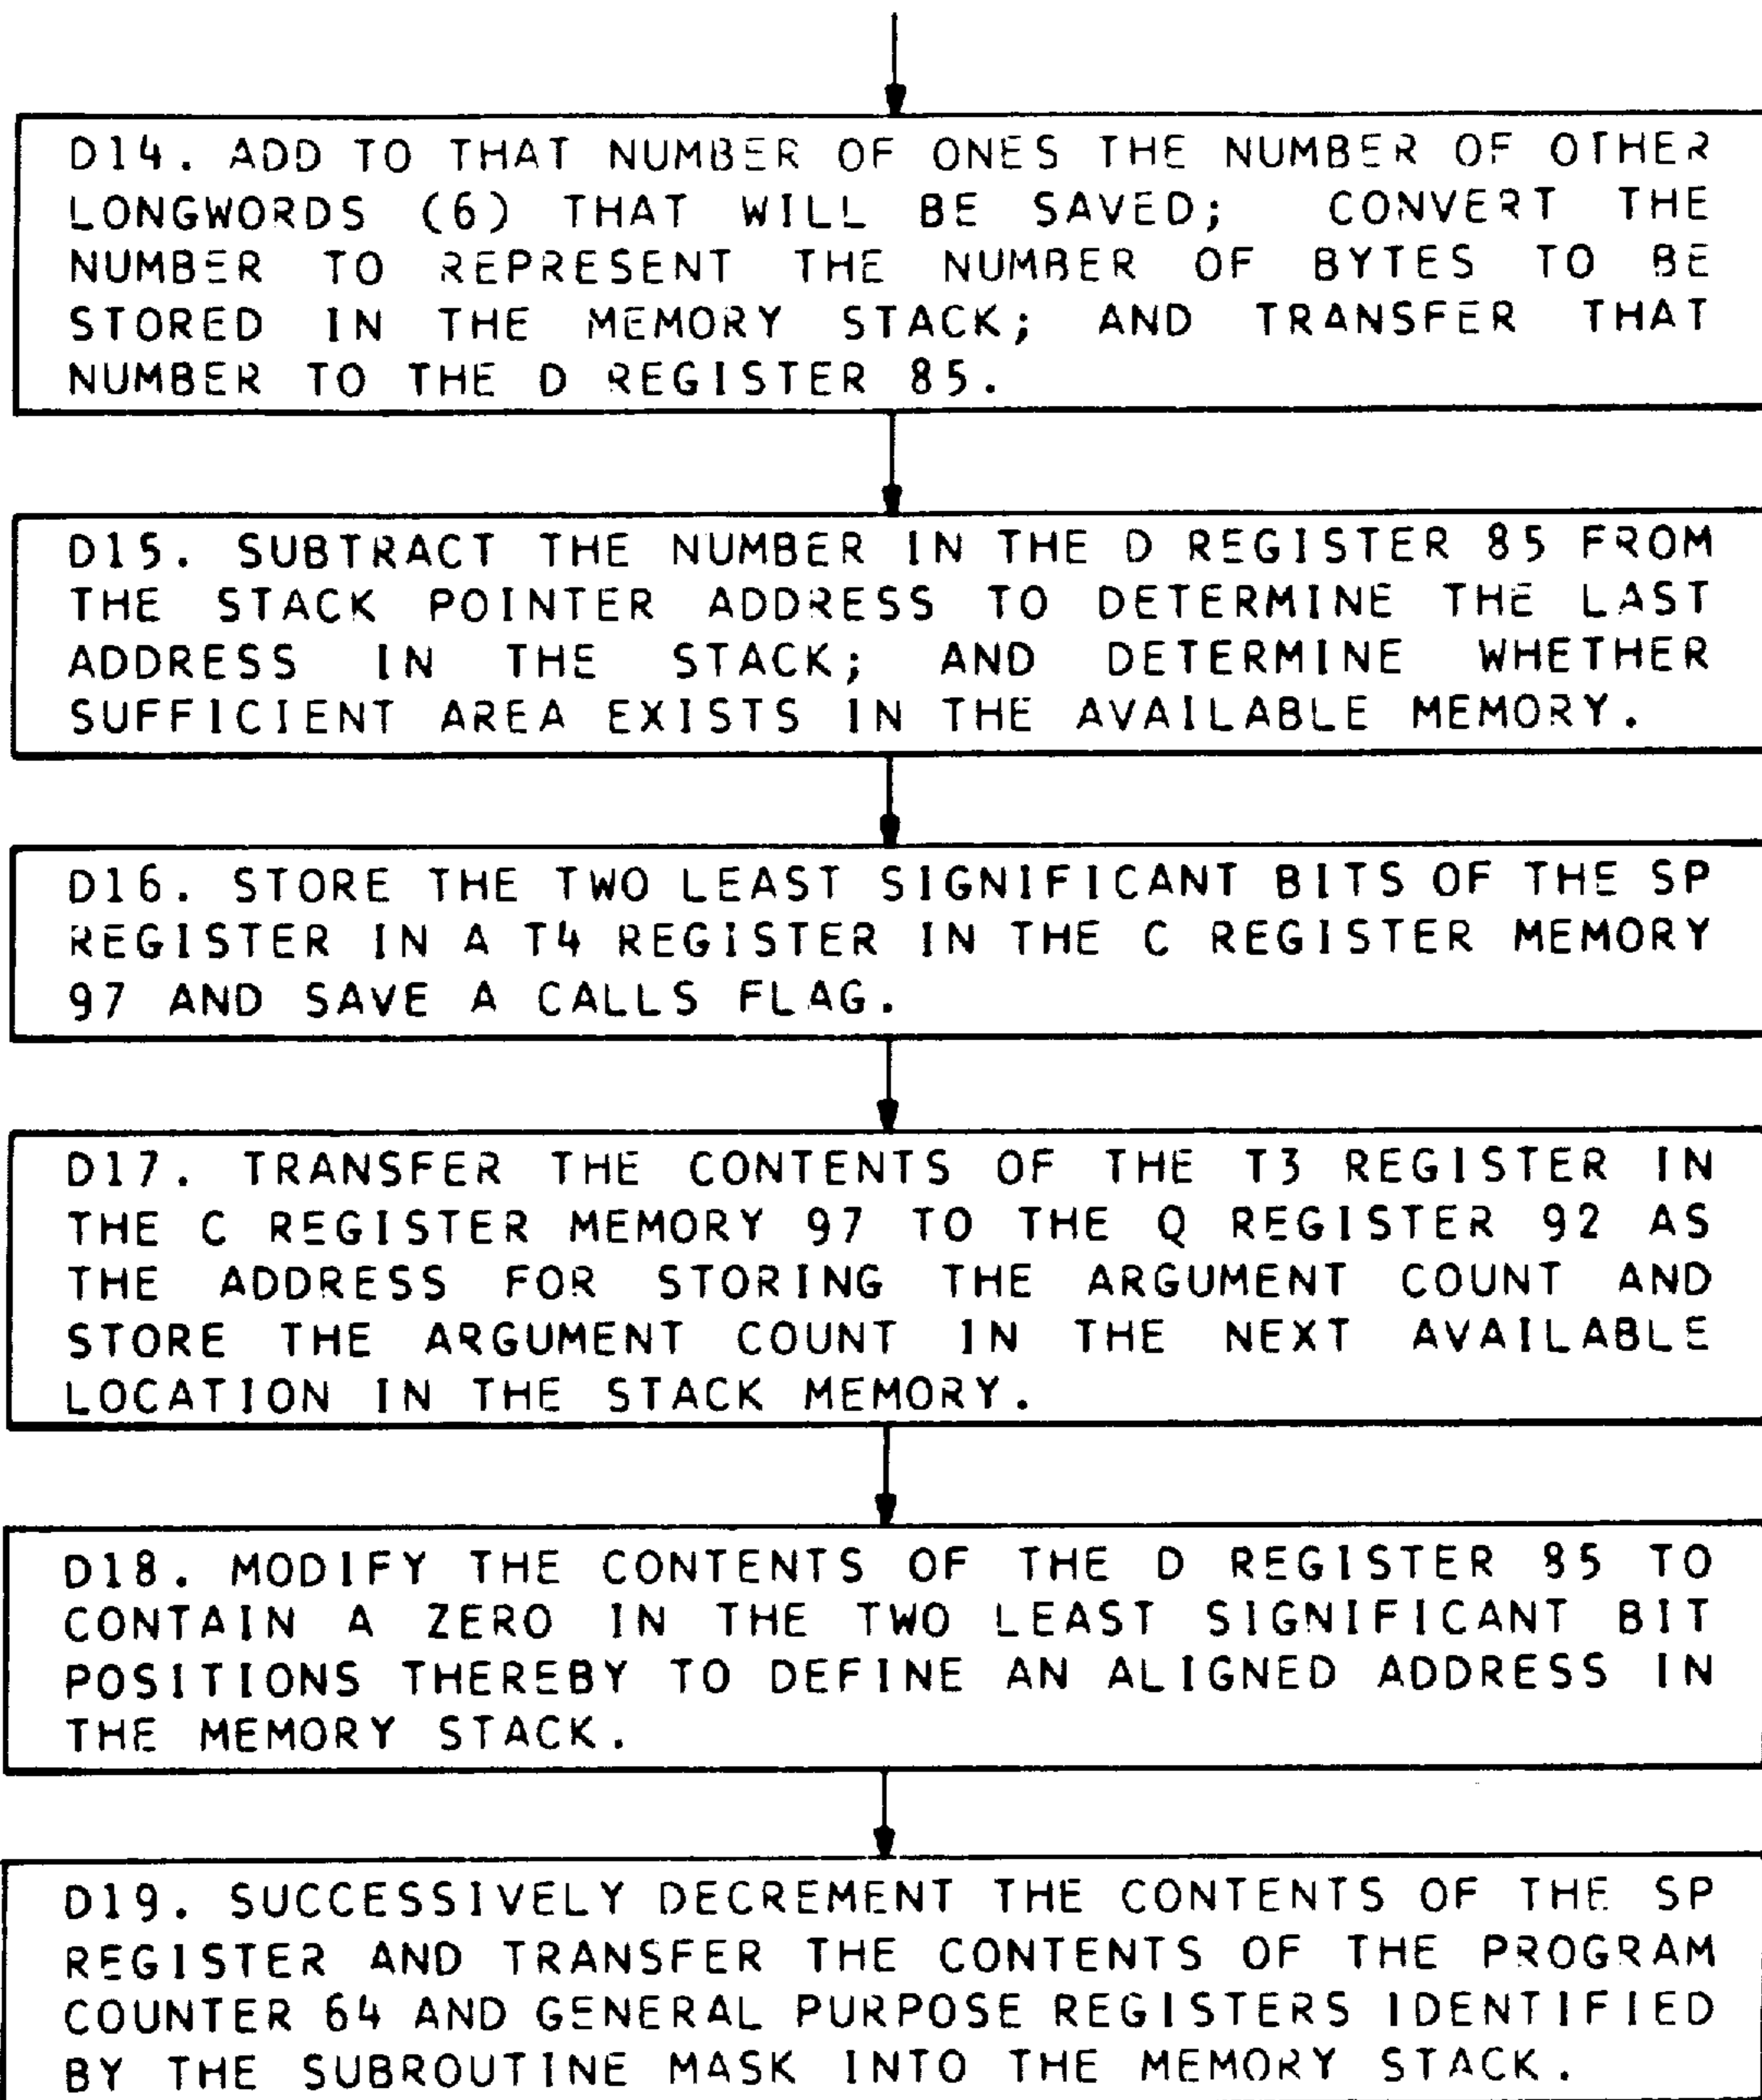 D14. ADD TO THAT NUMBER OF ONES THE NUMBER OF OTHER
LONGWORDS (6) THAT WILL BE SAVED; CONVERT THE
NUMBER TO REPRESENT THE NUMBER OF BYTES TO BE
STORED IN THE MEMORY STACK; AND TRANSFER THAT
NUMBER TO THE D REGISTER 85.
D15. SUBTRACT THE NUMBER IN THE D REGISTER 85 FROM
THE STACK POINTER ADDRESS TO DETERMINE THE LAST
ADDRESS IN THE STACK; AND DETERMINE WHETHER
SUFFICIENT AREA EXISTS IN THE AVAILABLE MEMORY.
D16. STORE THE TWO LEAST SIGNIFICANT BITS OF THE SP
REGISTER IN A T4 REGISTER IN THE C REGISTER MEMORY
97 AND SAVE A CALLS FLAG.
D17. TRANSFER THE CONTENTS OF THE T3 REGISTER IN
THE C REGISTER MEMORY 97 TO THE Q REGISTER 92 AS
THE ADDRESS FOR STORING THE ARGUMENT COUNT AND
STORE THE ARGUMENT COUNT IN THE NEXT AVAILABLE
LOCATION IN THE STACK MEMORY.
D18. MODIFY THE CONTENTS OF THE D REGISTER 85 TO
CONTAIN A ZERO IN THE TWO LEAST SIGNIFICANT BIT
POSITIONS THEREBY TO DEFINE AN ALIGNED ADDRESS IN
THE MEMORY STACK.
D19. SUCCESSIVELY DECREMENT THE CONTENTS OF THE SP
REGISTER AND TRANSFER THE CONTENTS OF THE PROGRAM
COUNTER 64 AND GENERAL PURPOSE REGISTERS IDENTIFIED
BY THE SUBROUTINE MASK INTO THE MEMORY STACK.